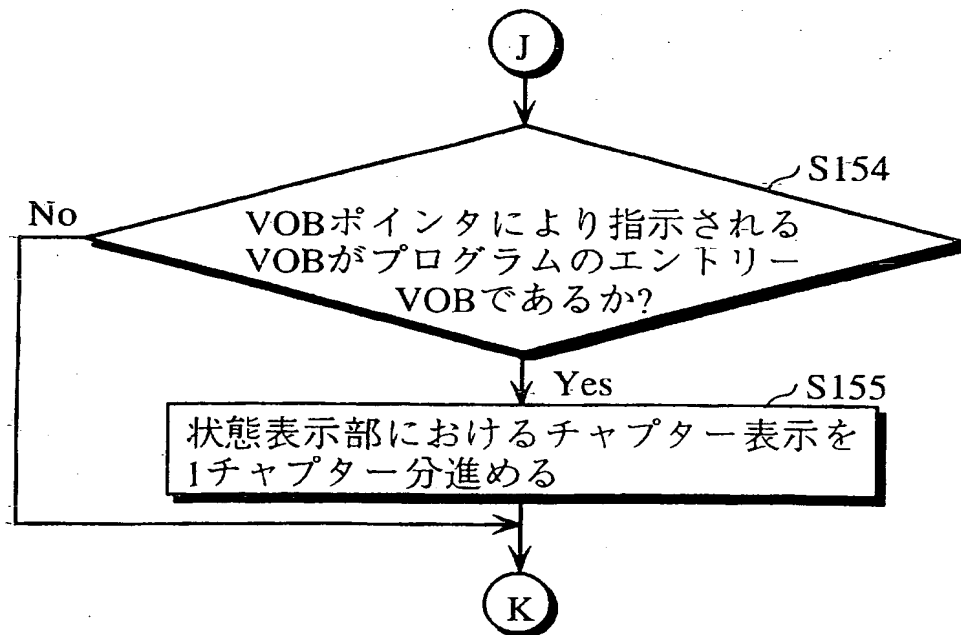 J
S154
No
VOBポインタにより指示される
VOBがプログラムのエントリー
VOBであるか?
Yes
S155
状態表示部におけるチャプター表示を
1チャプター分進める
K